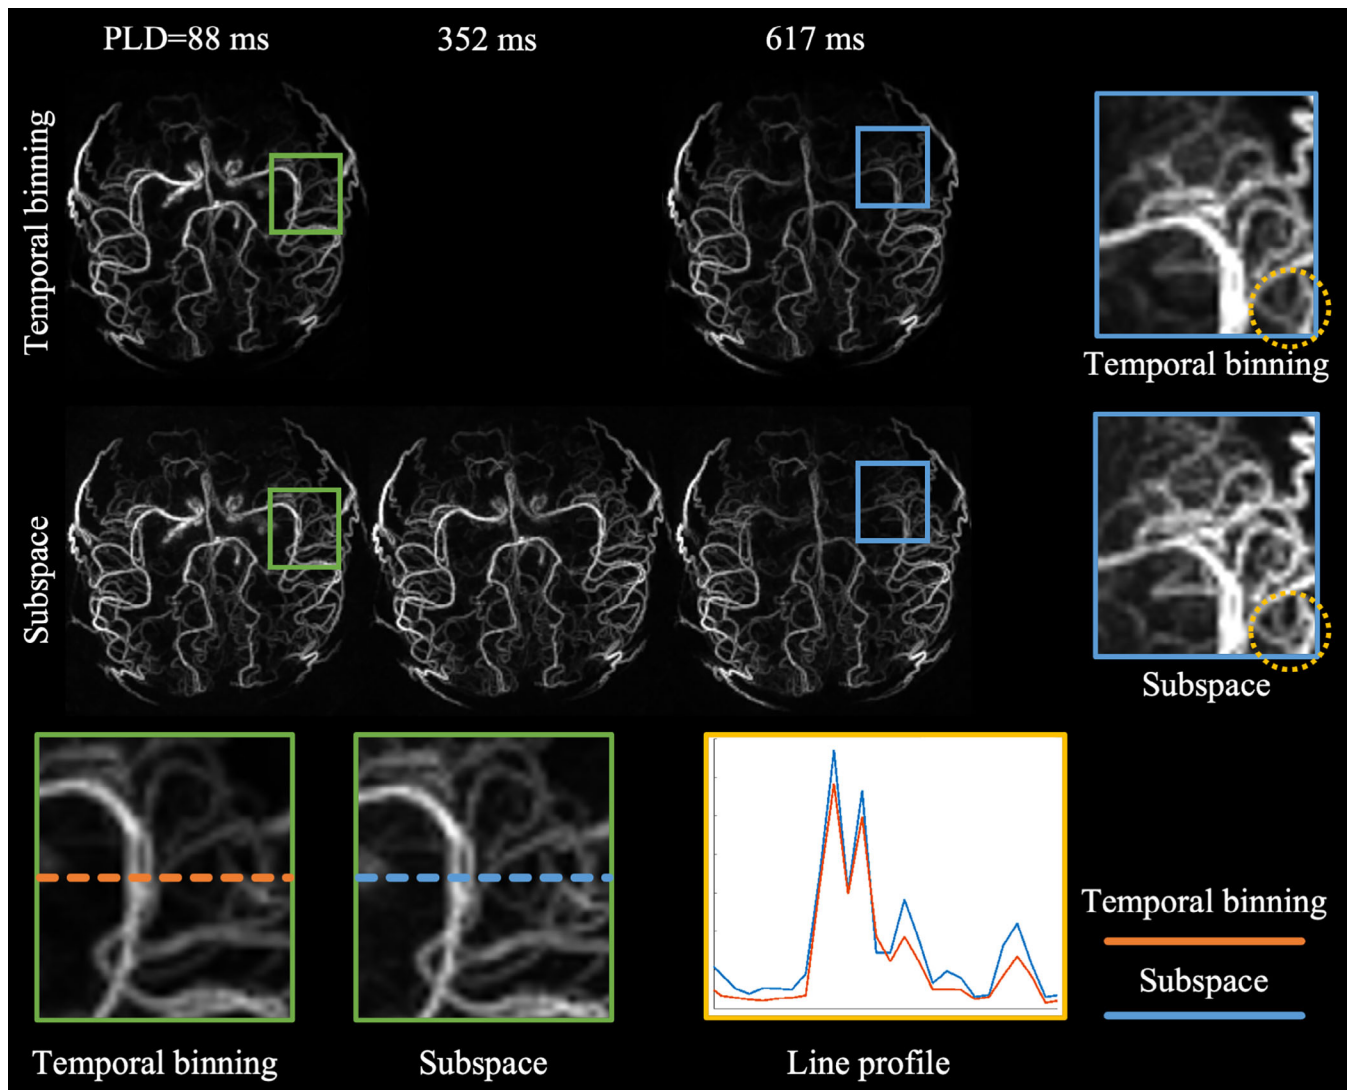 PLD=88 ms
352 ms
617 ms
Temporal binning
Temporal binning
Subspace
Subspace
Temporal binning
Subspace
Temporal binning
Subspace
Line profile